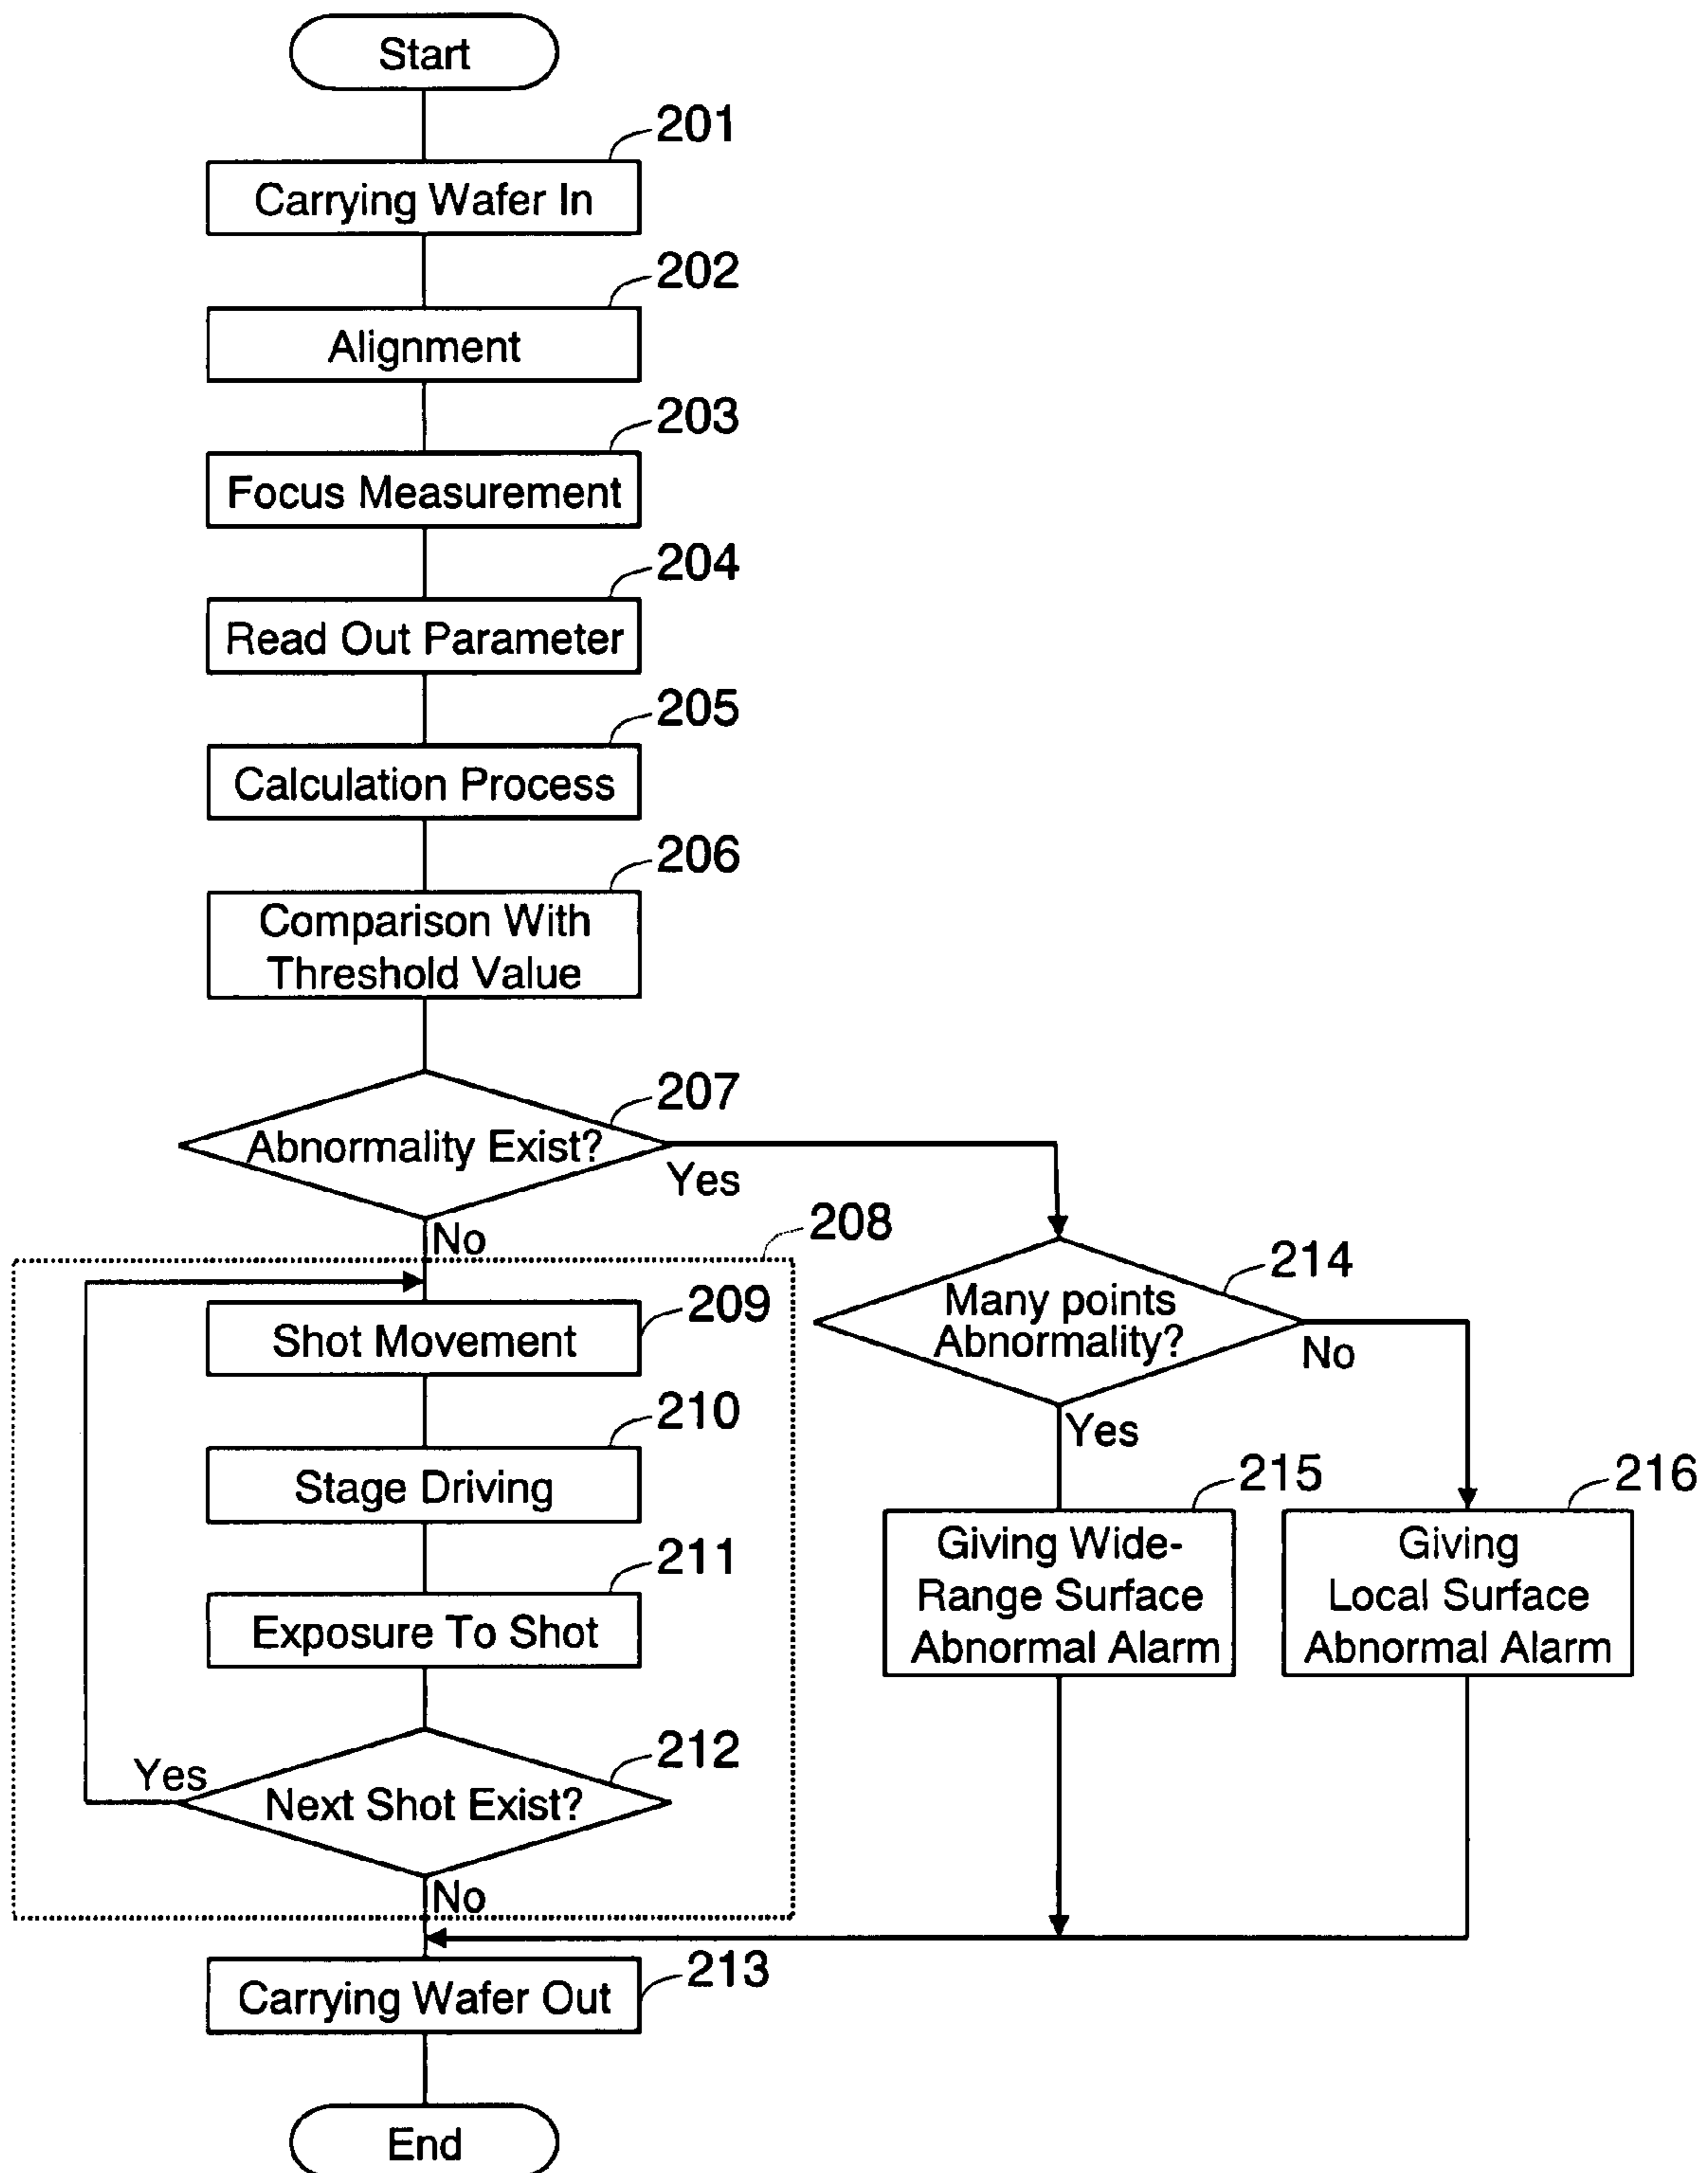 Start
201
Carrying Wafer In
202
Alignment
203
Focus Measurement
204
Read Out Parameter
205
Calculation Process
206
Comparison With
Threshold Value
207
Abnormality Exist?
Yes
No
208
209
Shot Movement
210
Stage Driving
211
Exposure To Shot
212
Yes
Next Shot Exist?
No
214
Many points
Abnormality?
No
Yes
215
Giving Wide-
Range Surface
Abnormal Alarm
216
Giving
Local Surface
Abnormal Alarm
213
Carrying Wafer Out
End